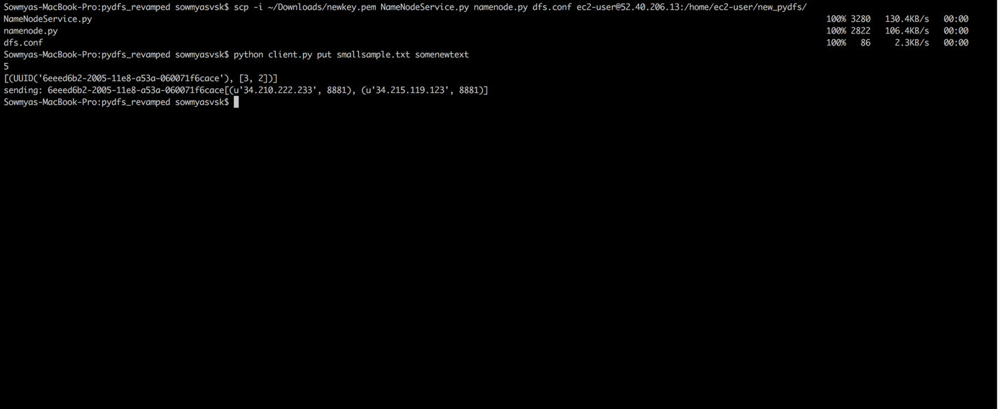 Sowmyas-MacBook-Pro:pydfs_revamped sowmyasvsk$ scp -i ~/Downloads/newkey.pem NameNodeService.py namenode.py dfs.conf ec2-user@52.40.206.13:/home/ec2-user/new_pydfs/
NameNodeService.py 100% 3280 130.4KB/s 00:00
namenode.py 100% 2822 106.4KB/s 00:00
dfs.conf 100% 86 2.3KB/s 00:00
Sowmyas-MacBook-Pro:pydfs_revamped sowmyasvsk$ python client.py put smallsample.txt somenewtext
5
[(UUID('6eeed6b2-2005-11e8-a53a-060071f6cace'), [3, 2])]
sending: 6eeed6b2-2005-11e8-a53a-060071f6cace[(u'34.210.222.233', 8881), (u'34.215.119.123', 8881)]
Sowmyas-MacBook-Pro:pydfs_revamped sowmyasvsk$